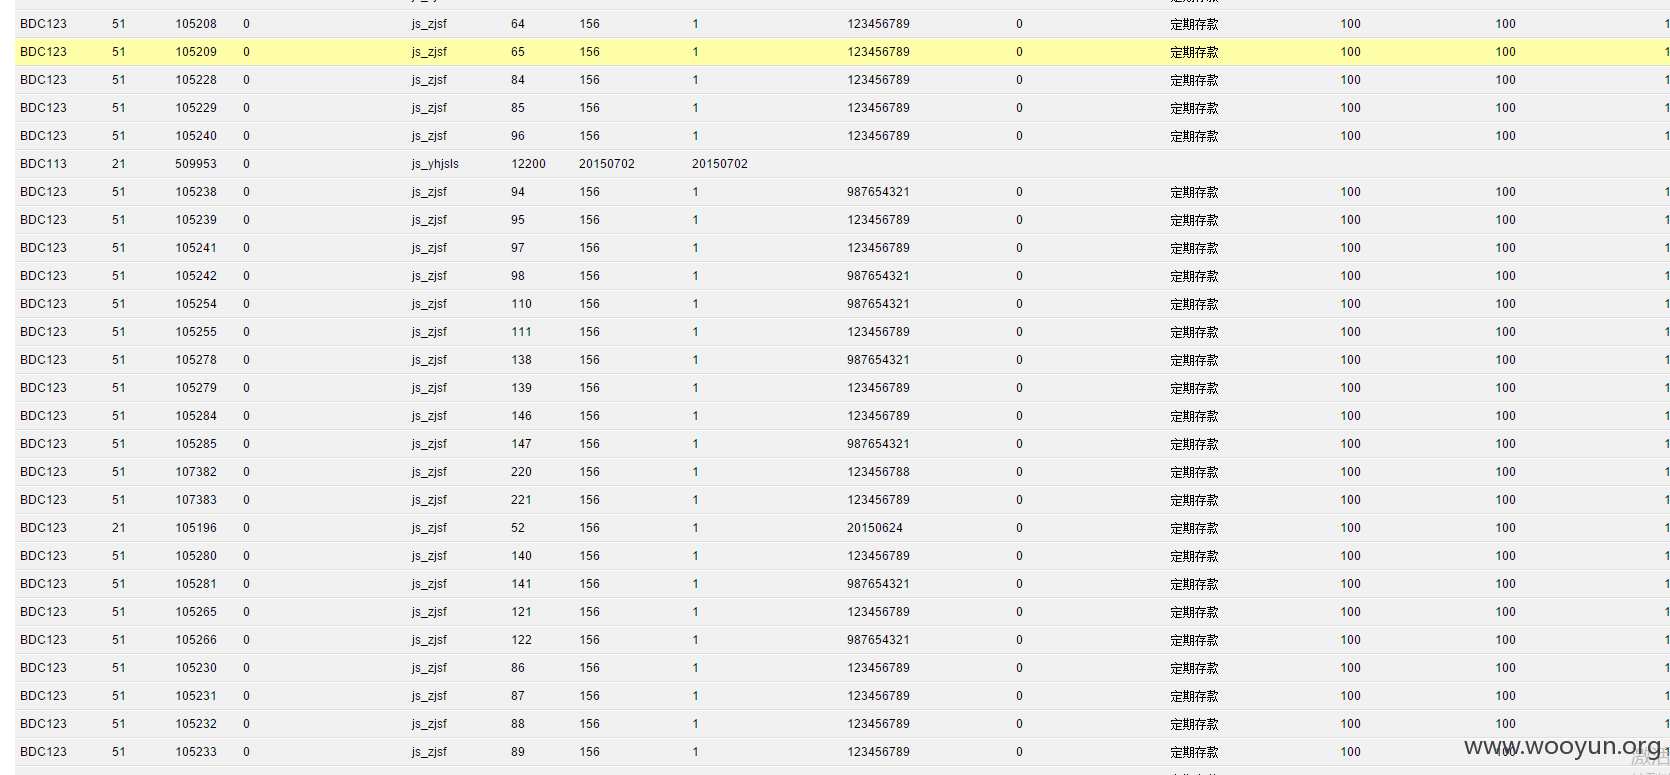 BDC123 51 105208 0 js_zjsf 64 156 1 123456789 0 定期存款 100 100 1
BDC123 51 105209 0 js_zjsf 65 156 1 123456789 0 定期存款 100 100 1
BDC123 51 105228 0 js_zjsf 84 156 1 123456789 0 定期存款 100 100 1
BDC123 51 105229 0 js_zjsf 85 156 1 123456789 0 定期存款 100 100 1
BDC123 51 105240 0 js_zjsf 96 156 1 123456789 0 定期存款 100 100 1
BDC113 21 509953 0 js_yhjsls 12200 20150702 20150702
BDC123 51 105238 0 js_zjsf 94 156 1 987654321 0 定期存款 100 100 1
BDC123 51 105239 0 js_zjsf 95 156 1 123456789 0 定期存款 100 100 1
BDC123 51 105241 0 js_zjsf 97 156 1 123456789 0 定期存款 100 100 1
BDC123 51 105242 0 js_zjsf 98 156 1 987654321 0 定期存款 100 100 1
BDC123 51 105254 0 js_zjsf 110 156 1 987654321 0 定期存款 100 100 1
BDC123 51 105255 0 js_zjsf 111 156 1 123456789 0 定期存款 100 100 1
BDC123 51 105278 0 js_zjsf 138 156 1 987654321 0 定期存款 100 100 1
BDC123 51 105279 0 js_zjsf 139 156 1 123456789 0 定期存款 100 100 1
BDC123 51 105284 0 js_zjsf 146 156 1 123456789 0 定期存款 100 100 1
BDC123 51 105285 0 js_zjsf 147 156 1 987654321 0 定期存款 100 100 1
BDC123 51 107382 0 js_zjsf 220 156 1 123456788 0 定期存款 100 100 1
BDC123 51 107383 0 js_zjsf 221 156 1 123456789 0 定期存款 100 100 1
BDC123 21 105196 0 js_zjsf 52 156 1 20150624 0 定期存款 100 100 1
BDC123 51 105280 0 js_zjsf 140 156 1 123456789 0 定期存款 100 100 1
BDC123 51 105281 0 js_zjsf 141 156 1 987654321 0 定期存款 100 100 1
BDC123 51 105265 0 js_zjsf 121 156 1 123456789 0 定期存款 100 100 1
BDC123 51 105266 0 js_zjsf 122 156 1 987654321 0 定期存款 100 100 1
BDC123 51 105230 0 js_zjsf 86 156 1 123456789 0 定期存款 100 100 1
BDC123 51 105231 0 js_zjsf 87 156 1 123456789 0 定期存款 100 100 1
BDC123 51 105232 0 js_zjsf 88 156 1 123456789 0 定期存款 100 100 1
BDC123 51 105233 0 js_zjsf 89 156 1 123456789 0 定期存款 100 100 1
www.wooyun.org